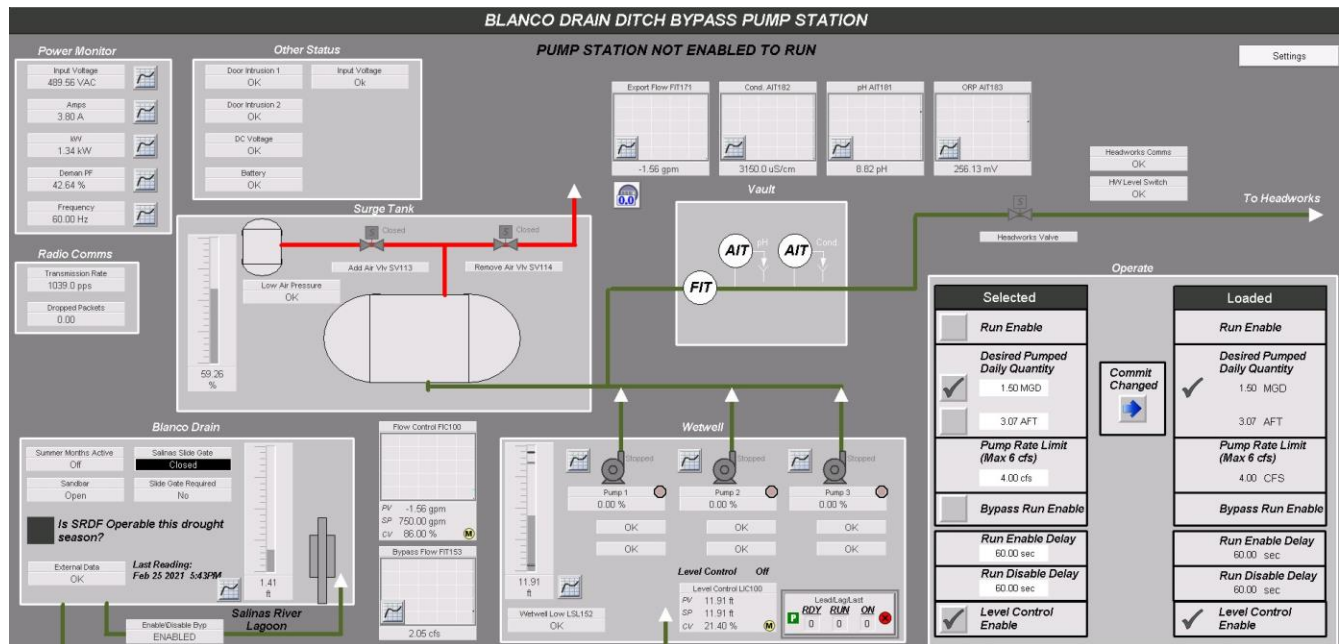 BLANCO DRAIN DITCH BYPASS PUMP STATION
PUMP STATION NOT ENABLED TO RUN
Settings
Power Monitor
Input Voltage
489.56 VAC
Amps
3.80 A
kW
1.34 kW
Deman PF
42.64 %
Frequency
60.00 Hz
Other Status
Door Intrusion 1
OK
Input Voltage
Ok
Door Intrusion 2
OK
DC Voltage
OK
Battery
OK
Export Flow FIT171
-1.56 gpm
Cond. AIT182
3150.0 uS/cm
pH AIT181
8.82 pH
ORP AIT183
256.13 mV
0.0
Headworks Comms
OK
HW Level Switch
OK
To Headworks
S
Headworks Valve
Radio Comms
Transmission Rate
1039.0 pps
Dropped Packets
0.00
Surge Tank
59.26
%
S Closed
Add Air Vlv SV113
S Closed
Remove Air Vlv SV114
Low Air Pressure
OK
Vault
FIT
AIT pH
AIT Cond
Operate
Selected
Run Enable
Desired Pumped
Daily Quantity
1.50 MGD
3.07 AFT
Pump Rate Limit
(Max 6 cfs)
4.00 cfs
Bypass Run Enable
Run Enable Delay
60.00 sec
Run Disable Delay
60.00 sec
Level Control
Enable
Commit
Changed
Loaded
Run Enable
Desired Pumped
Daily Quantity
1.50 MGD
3.07 AFT
Pump Rate Limit
(Max 6 cfs)
4.00 CFS
Bypass Run Enable
Run Enable Delay
60.00 sec
Run Disable Delay
60.00 sec
Level Control
Enable
Blanco Drain
Summer Months Active
Off
Salinas Slide Gate
Closed
Sandbar
Open
Slide Gate Required
No
Is SRDF Operable this drought
season?
External Data
OK
Last Reading:
Feb 25 2021 5:43PM
1.41
ft
Salinas River
Lagoon
Enable/Disable Byp
ENABLED
Flow Control FIC100
PV -1.56 gpm
SP 750.00 gpm
CV 86.00 %
M
Bypass Flow FIT153
2.05 cfs
Wetwell
11.91
ft
Wetwell Low LSL152
OK
Stopped
Pump 1
0.00 %
OK
OK
Stopped
Pump 2
0.00 %
OK
OK
Stopped
Pump 3
0.00 %
OK
OK
Level Control Off
Level Control LIC100
PV 11.91 ft
SP 11.91 ft
CV 21.40 %
M
Lead/Lag/Last
P
RDY RUN ON
0 0 0